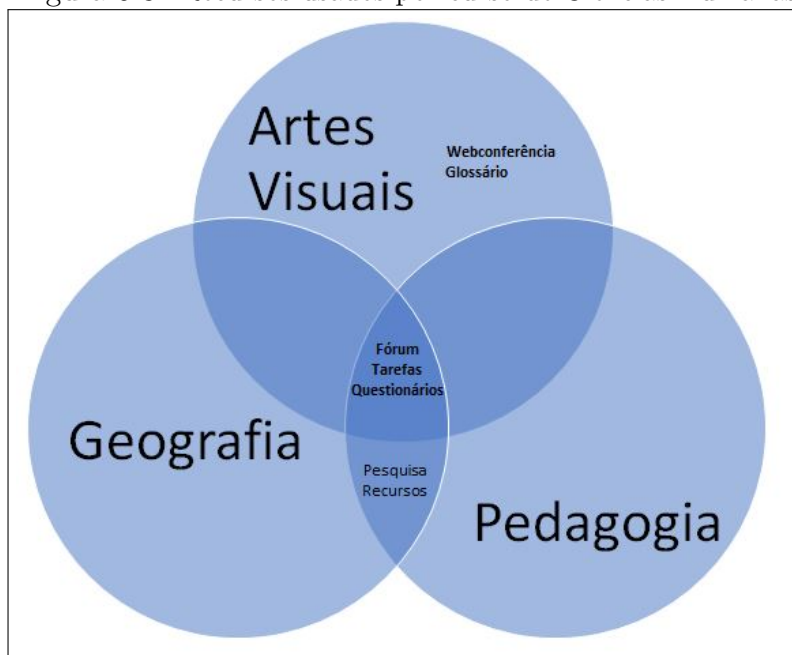 Artes
Visuais
Webconferência
Glossário
Fórum
Tarefas
Questionários
Geografia
Pesquisa
Recursos
Pedagogia